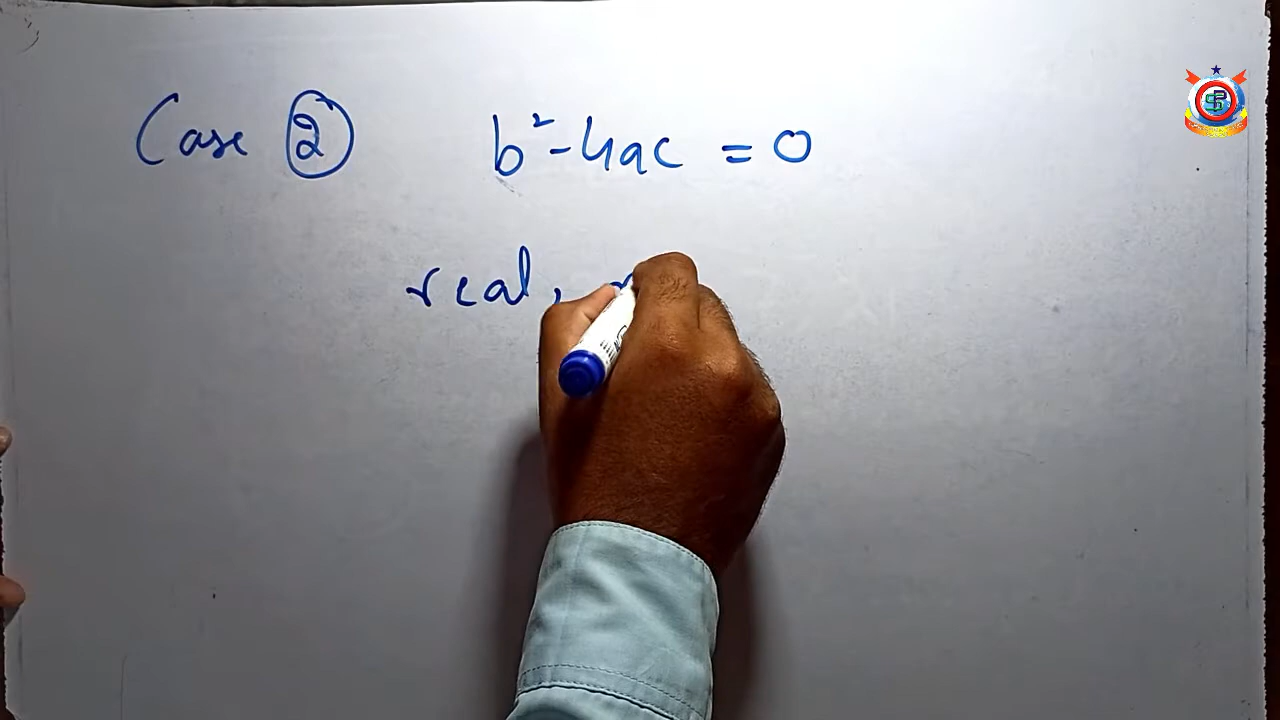 Case ② b² - 4ac = 0
real,